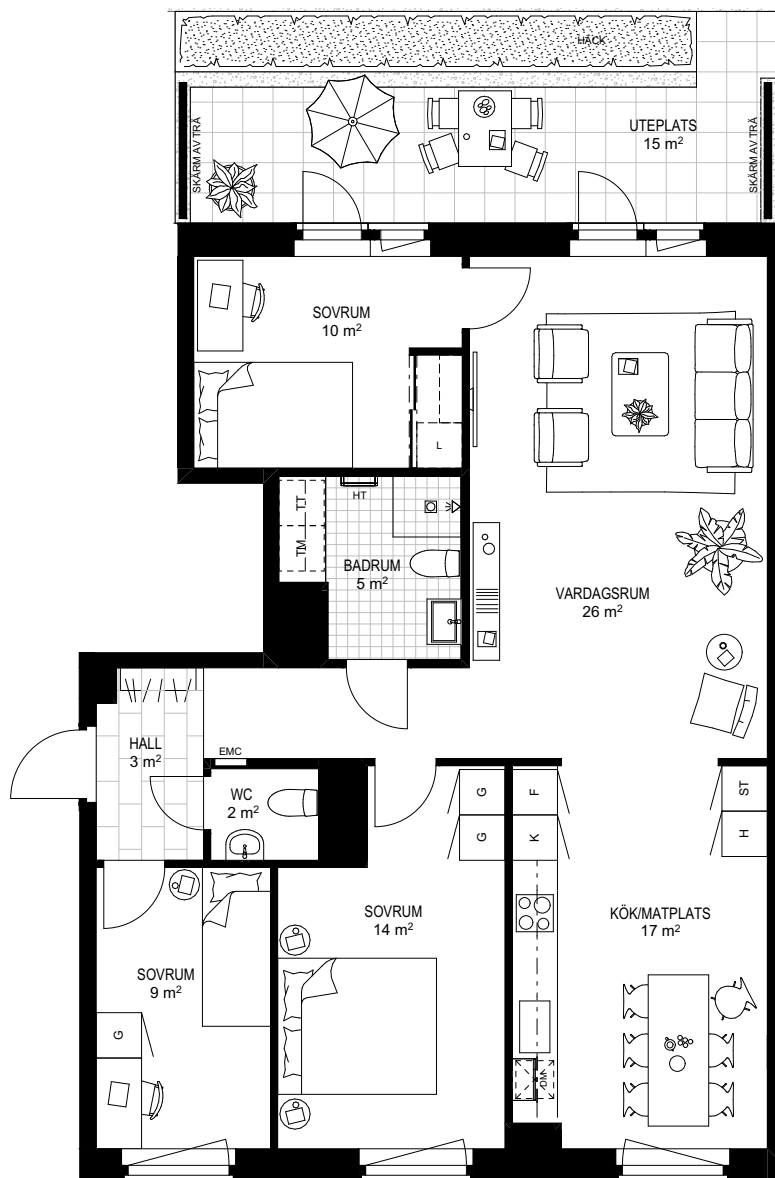 HÄCK
SKÄRM AV TRÄ
UTEPLATS
15 m²
SKÄRM AV TRÄ
SOVRUM
10 m²
L
HT
TT
TM
BADRUM
5 m²
VARDAGSRUM
26 m²
HALL
3 m²
EMC
WC
2 m²
G
G
F
K
ST
H
SOVRUM
14 m²
KÖK/MATPLATS
17 m²
SOVRUM
9 m²
G
DM